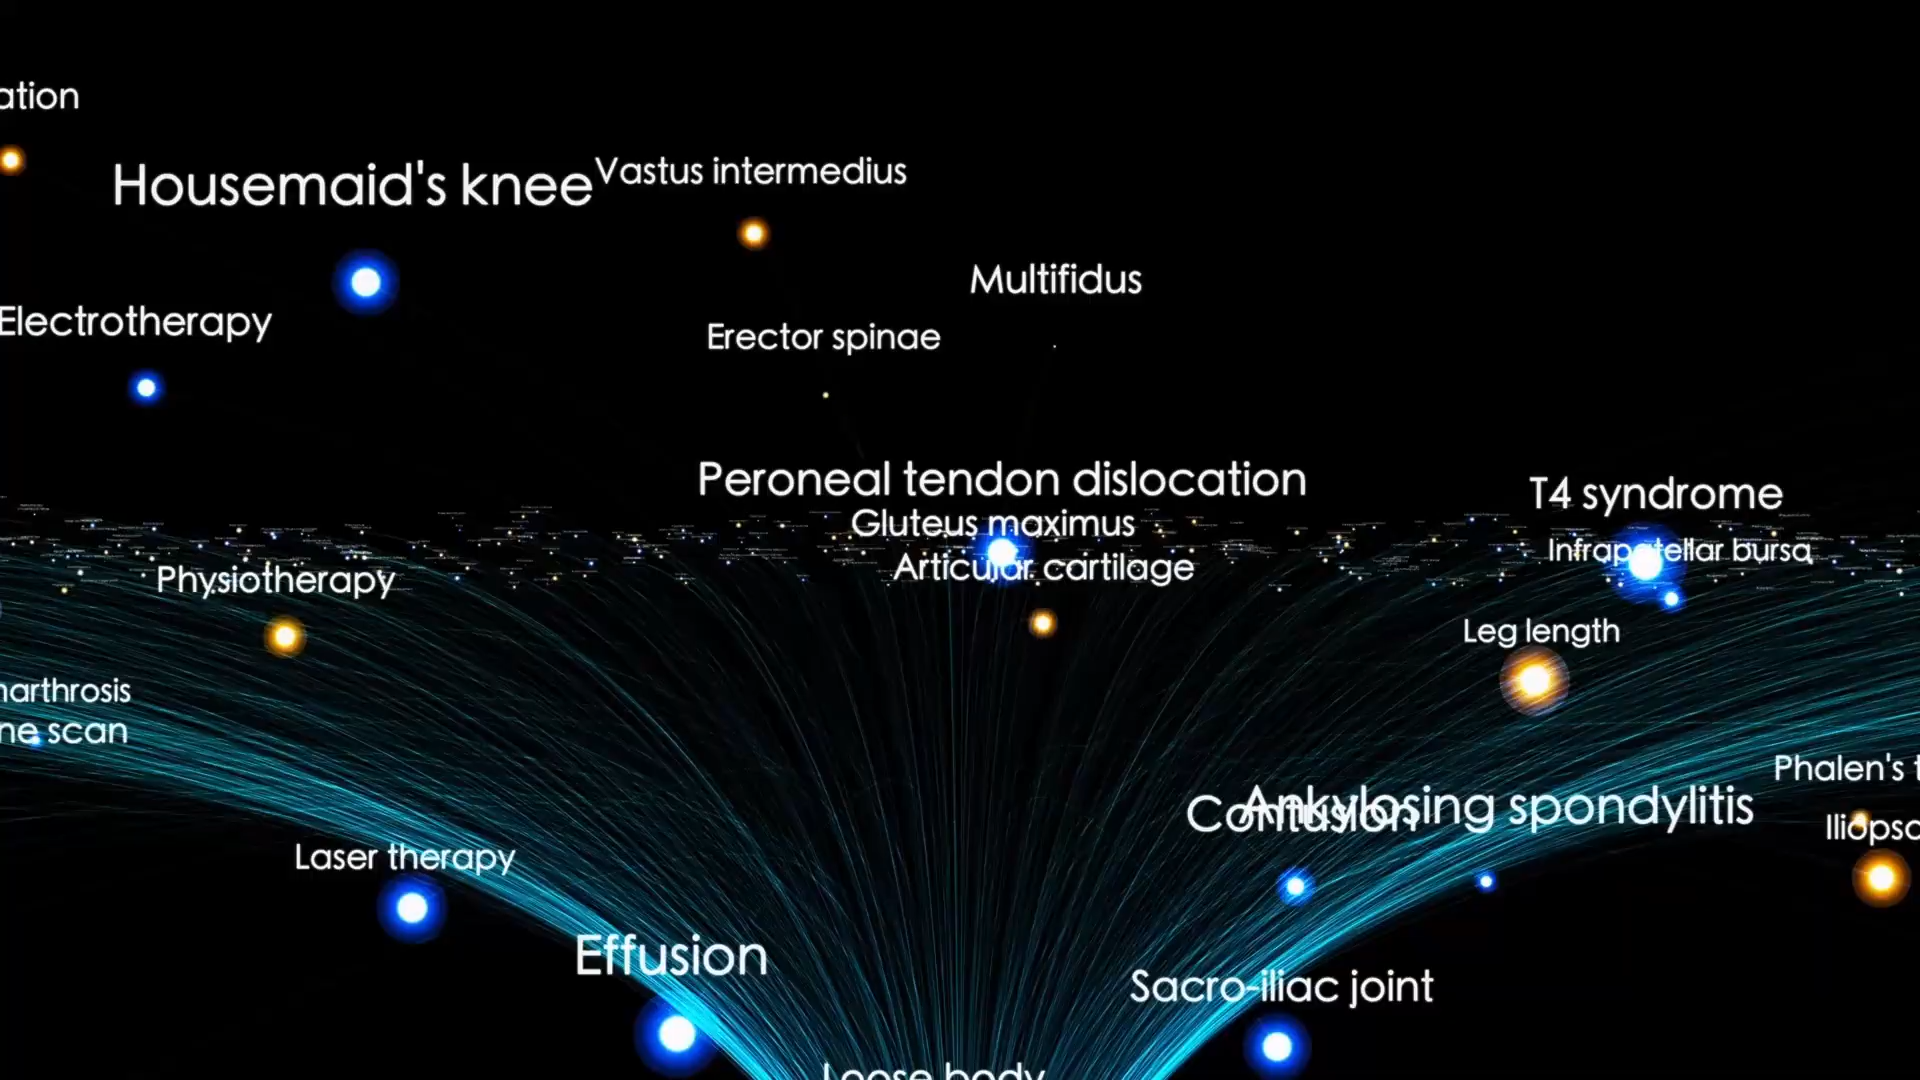 ation
Housemaid's knee
Vastus intermedius
Multifidus
Electrotherapy
Erector spinae
Peroneal tendon dislocation
T4 syndrome
Gluteus maximus
Infrapatellar bursa
Articular cartilage
Physiotherapy
Leg length
narthrosis
ne scan
Phalen's t
Contusion
Ankylosing spondylitis
Iliopso
Laser therapy
Effusion
Sacro-iliac joint
Loose body